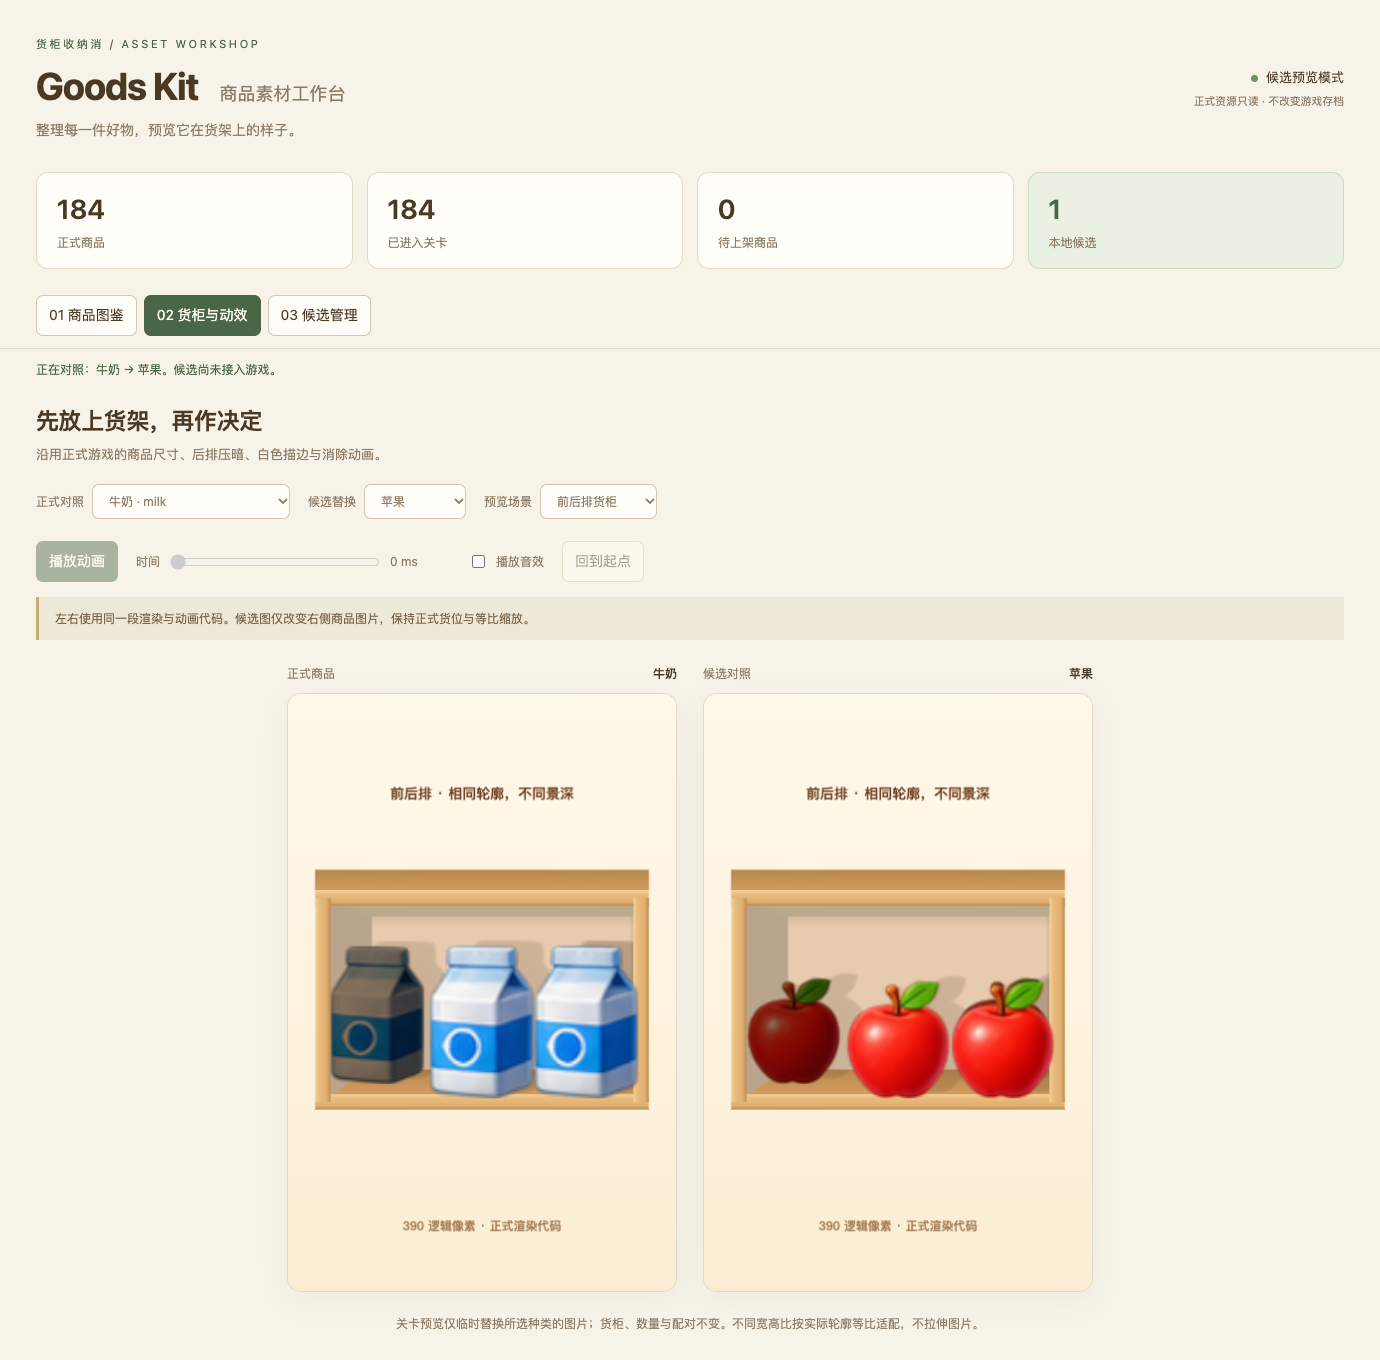 货柜收纳消 / ASSET WORKSHOP
Goods Kit 商品素材工作台
整理每一件好物，预览它在货架上的样子。
候选预览模式
正式资源只读 · 不改变游戏存档
184
正式商品
184
已进入关卡
0
待上架商品
1
本地候选
01 商品图鉴
02 货柜与动效
03 候选管理
正在对照：牛奶 → 苹果。候选尚未接入游戏。
先放上货架，再作决定
沿用正式游戏的商品尺寸、后排压暗、白色描边与消除动画。
正式对照 牛奶 · milk 候选替换 苹果 预览场景 前后排货柜
播放动画 时间 0 ms 播放音效 回到起点
左右使用同一段渲染与动画代码。候选图仅改变右侧商品图片，保持正式货位与等比缩放。
正式商品 牛奶
前后排 · 相同轮廓，不同景深
390 逻辑像素 · 正式渲染代码
候选对照 苹果
前后排 · 相同轮廓，不同景深
390 逻辑像素 · 正式渲染代码
关卡预览仅临时替换所选种类的图片；货柜、数量与配对不变。不同宽高比按实际轮廓等比适配，不拉伸图片。